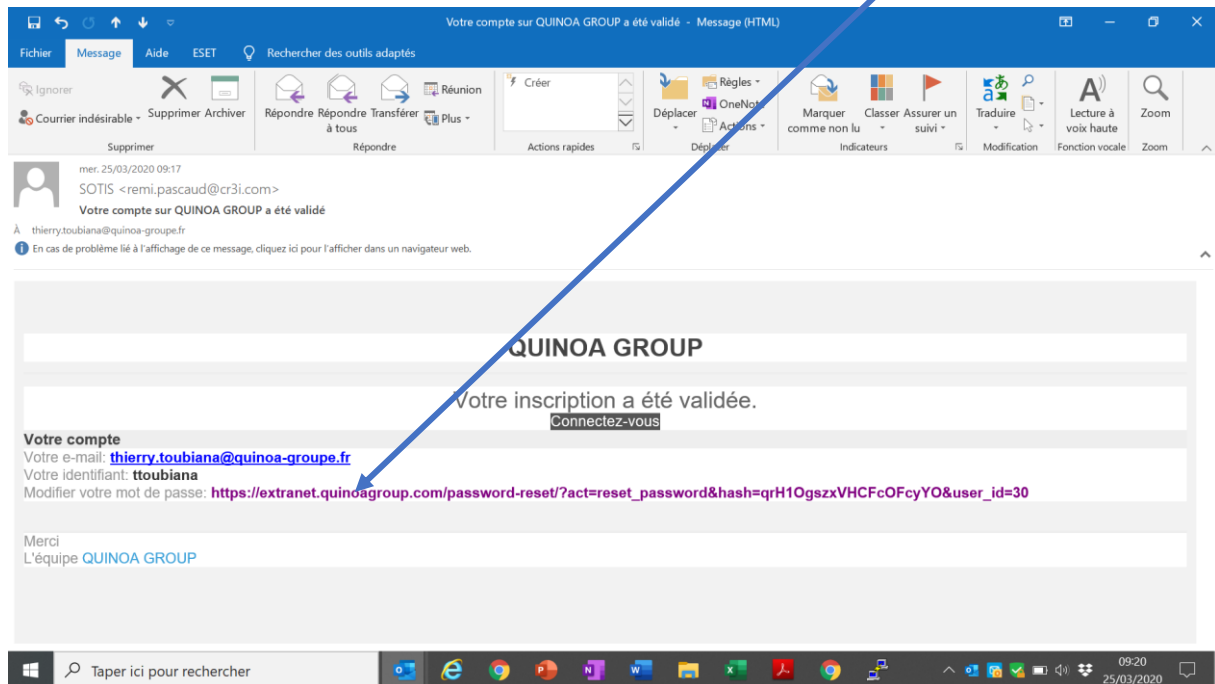 Votre compte sur QUINOA GROUP a été validé - Message (HTML)
Fichier Message Aide ESET Rechercher des outils adaptés
Ignorer
Courrier indésirable
Supprimer Archiver
Répondre Répondre à tous Transférer
Réunion
Plus
Créer
Déplacer
Règles
OneNote
Actions
Marquer comme non lu
Classer
Assurer un suivi
Traduire
Lecture à voix haute
Zoom
Supprimer Répondre Actions rapides Déplacer Indicateurs Modification Fonction vocale Zoom
mer. 25/03/2020 09:17
SOTIS <remi.pascaud@cr3i.com>
Votre compte sur QUINOA GROUP a été validé
À thierry.toubiana@quinoa-groupe.fr
En cas de problème lié à l'affichage de ce message, cliquez ici pour l'afficher dans un navigateur web.
QUINOA GROUP
Votre inscription a été validée.
Connectez-vous
Votre compte
Votre e-mail: thierry.toubiana@quinoa-groupe.fr
Votre identifiant: ttoubiana
Modifier votre mot de passe: https://extranet.quinoagroup.com/password-reset/?act=reset_password&hash=qrH1OgszxVHCFcOFcyYO&user_id=30
Merci
L'équipe QUINOA GROUP
Taper ici pour rechercher
09:20
25/03/2020